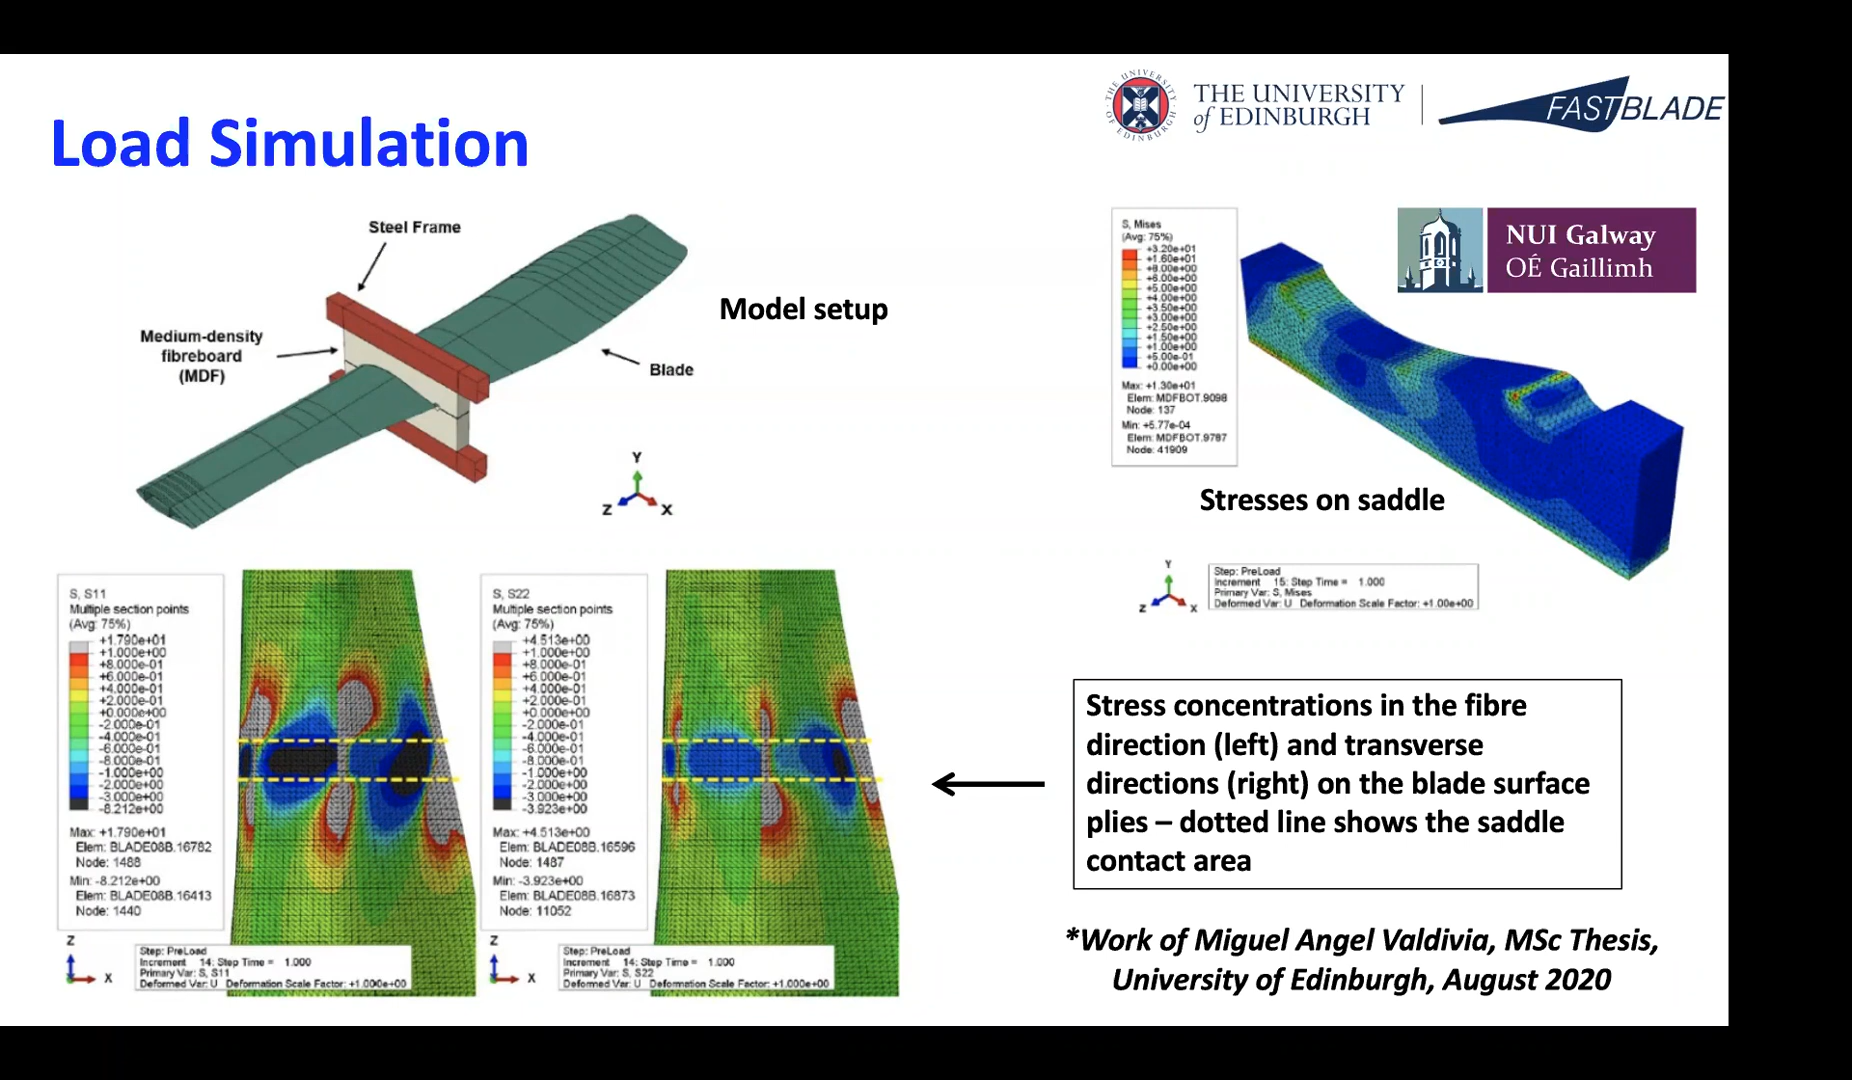 Load Simulation
THE UNIVERSITY
of EDINBURGH
FASTBLADE
NUI Galway
OÉ Gaillimh
Steel Frame
Medium-density
fibreboard
(MDF)
Blade
Model setup
Y
Z
X
S, Mises
(Avg: 75%)
+3.20e+01
+1.60e+01
+8.00e+00
+6.00e+00
+5.00e+00
+4.00e+00
+3.50e+00
+3.00e+00
+2.50e+00
+1.50e+00
+1.00e+00
+5.00e-01
+0.00e+00
Max: +1.30e+01
Elem: MDFBOT.9098
Node: 137
Min: +5.77e-04
Elem: MDFBOT.9787
Node: 41909
Stresses on saddle
Y
Z
X
Step: PreLoad
Increment 15: Step Time = 1.000
Primary Var: S, Mises
Deformed Var: U Deformation Scale Factor: +1.00e+00
S, S11
Multiple section points
(Avg: 75%)
+1.790e+01
+1.000e+00
+8.000e-01
+6.000e-01
+4.000e-01
+2.000e-01
+0.000e+00
-2.000e-01
-4.000e-01
-6.000e-01
-8.000e-01
-1.000e+00
-2.000e+00
-3.000e+00
-8.212e+00
Max: +1.790e+01
Elem: BLADE08B.16782
Node: 1488
Min: -8.212e+00
Elem: BLADE08B.16413
Node: 1440
Z
X
Step: PreLoad
Increment 14: Step Time = 1.000
Primary Var: S, S11
Deformed Var: U Deformation Scale Factor: +1.000e+00
S, S22
Multiple section points
(Avg: 75%)
+4.513e+00
+1.000e+00
+8.000e-01
+6.000e-01
+4.000e-01
+2.000e-01
+0.000e+00
-2.000e-01
-4.000e-01
-6.000e-01
-8.000e-01
-1.000e+00
-2.000e+00
-3.000e+00
-3.923e+00
Max: +4.513e+00
Elem: BLADE08B.16596
Node: 1487
Min: -3.923e+00
Elem: BLADE08B.16873
Node: 11052
Z
X
Step: PreLoad
Increment 14: Step Time = 1.000
Primary Var: S, S22
Deformed Var: U Deformation Scale Factor: +1.000e+00
Stress concentrations in the fibre
direction (left) and transverse
directions (right) on the blade surface
plies – dotted line shows the saddle
contact area
*Work of Miguel Angel Valdivia, MSc Thesis,
University of Edinburgh, August 2020